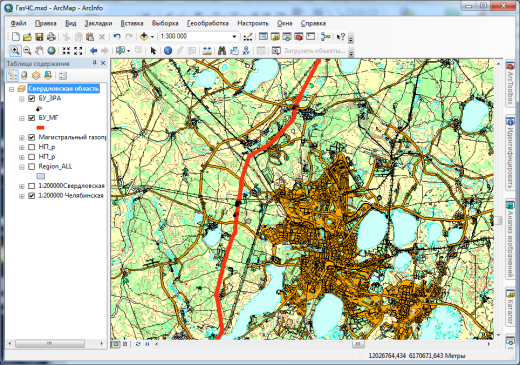 ГазЧС.mxd - ArcMap - ArcInfo
Файл Правка Вид Закладки Вставка Выборка Геообработка Настроить Окна Справка
1:300 000
Загрузить объекты...
Таблица содержания
Свердловская область
БУ_ЗРА
БУ_МГ
Магистральный газопр
НП_р
НП_р
Region_ALL
1:200000Свердловская
1:200000 Челябинская
ArcToolbox
Идентифицировать
Анализ изображений
Каталог
12026764,434 6170671,643 Метры